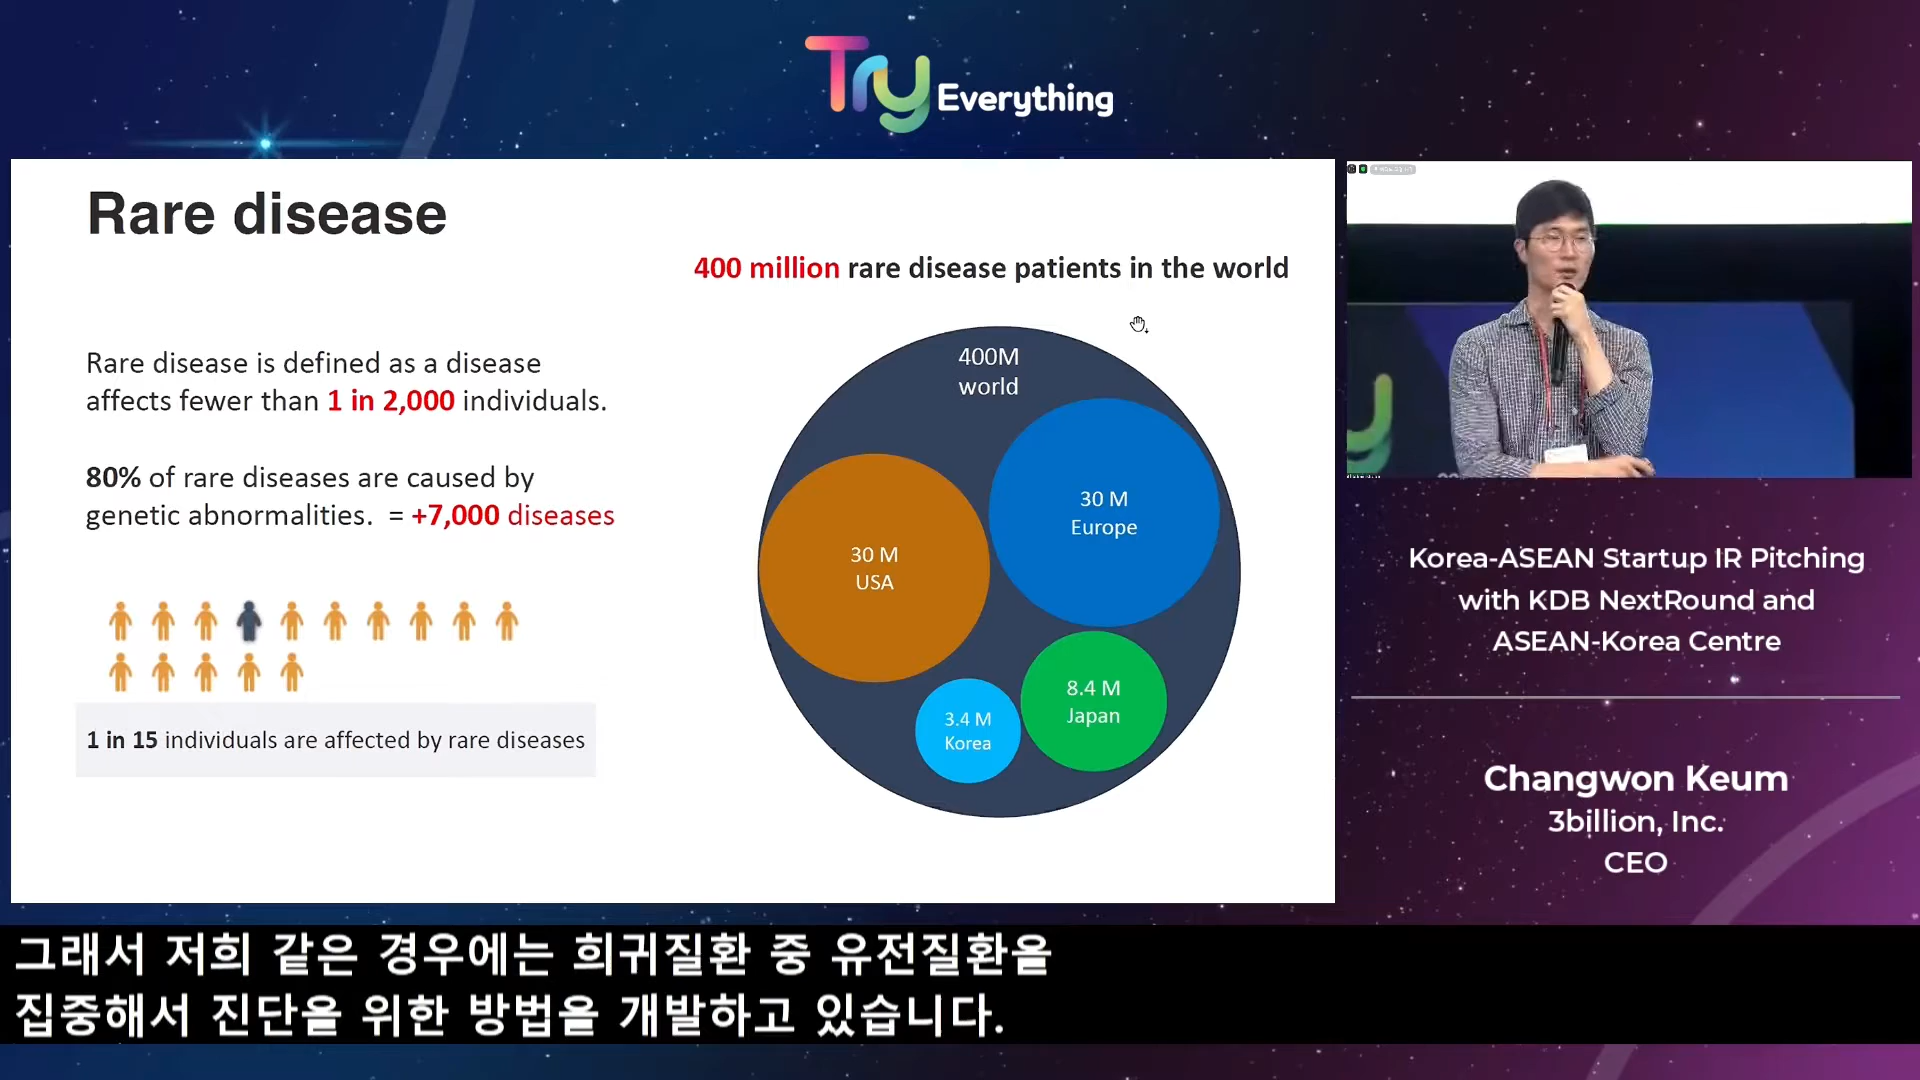 Try Everything
Rare disease
400 million rare disease patients in the world
Rare disease is defined as a disease
affects fewer than 1 in 2,000 individuals.
80% of rare diseases are caused by
genetic abnormalities. = +7,000 diseases
1 in 15 individuals are affected by rare diseases
400M
world
30 M
Europe
30 M
USA
8.4 M
Japan
3.4 M
Korea
Korea-ASEAN Startup IR Pitching
with KDB NextRound and
ASEAN-Korea Centre
Changwon Keum
3billion, Inc.
CEO
그래서 저희 같은 경우에는 희귀질환 중 유전질환을
집중해서 진단을 위한 방법을 개발하고 있습니다.